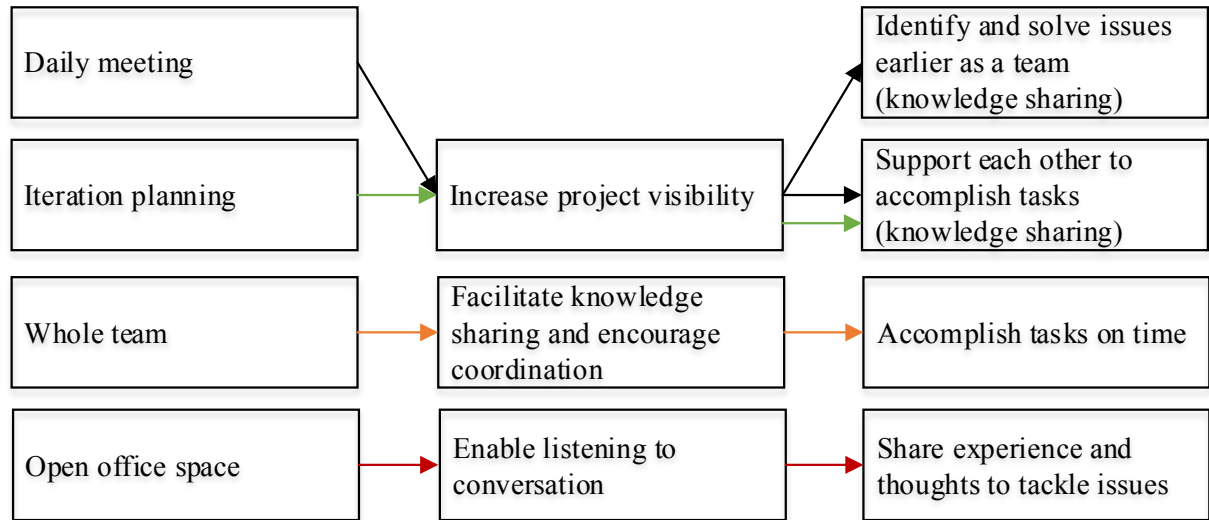 Daily meeting
Identify and solve issues
earlier as a team
(knowledge sharing)
Iteration planning
Increase project visibility
Support each other to
accomplish tasks
(knowledge sharing)
Whole team
Facilitate knowledge
sharing and encourage
coordination
Accomplish tasks on time
Open office space
Enable listening to
conversation
Share experience and
thoughts to tackle issues